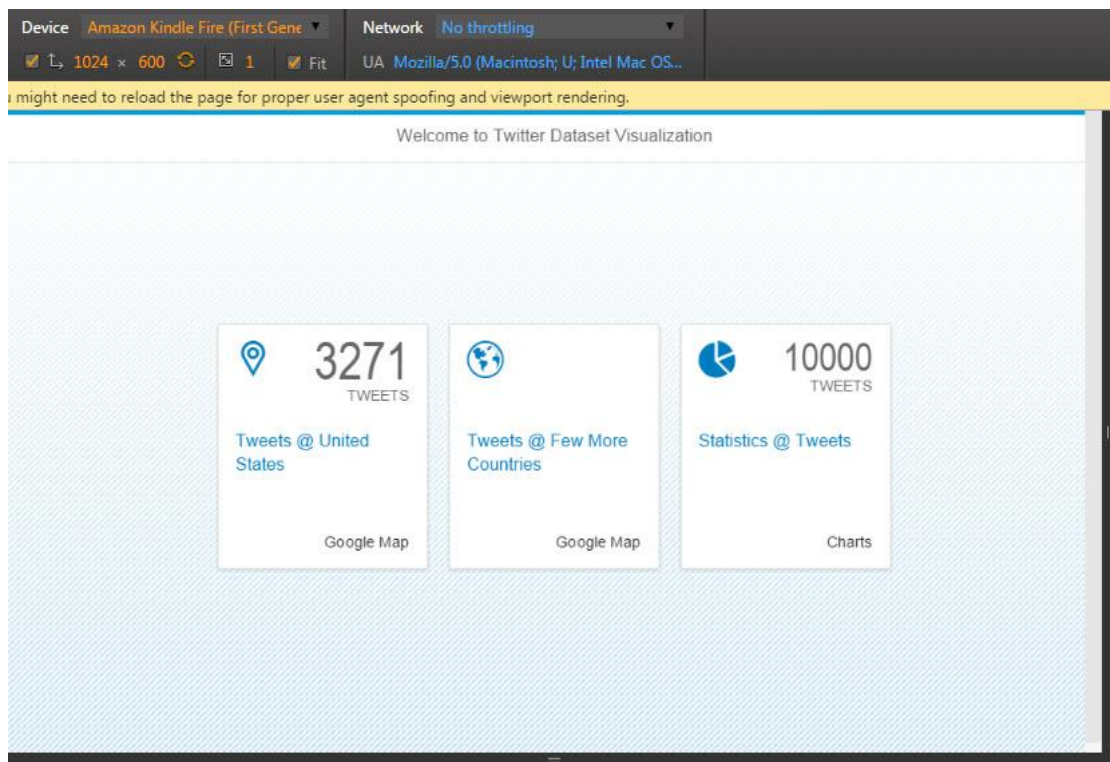 Device Amazon Kindle Fire (First Gene Network No throttling
1024 × 600 1 Fit UA Mozilla/5.0 (Macintosh; U; Intel Mac OS...
might need to reload the page for proper user agent spoofing and viewport rendering.
Welcome to Twitter Dataset Visualization
3271
TWEETS
Tweets @ United
States
Google Map
Tweets @ Few More
Countries
Google Map
10000
TWEETS
Statistics @ Tweets
Charts